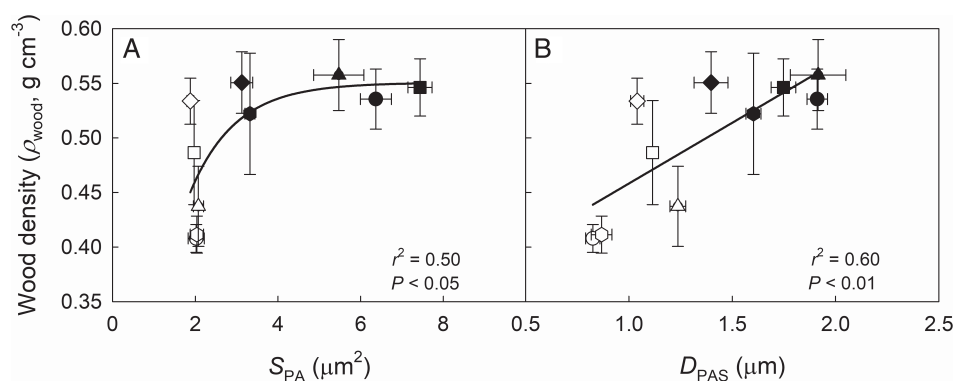 Wood density (ρwood, g cm⁻³)
0.60
0.55
0.50
0.45
0.40
0.35
A
r² = 0.50
P < 0.05
B
r² = 0.60
P < 0.01
0 2 4 6 8
0.5 1.0 1.5 2.0 2.5
SPA (μm²)
DPAS (μm)